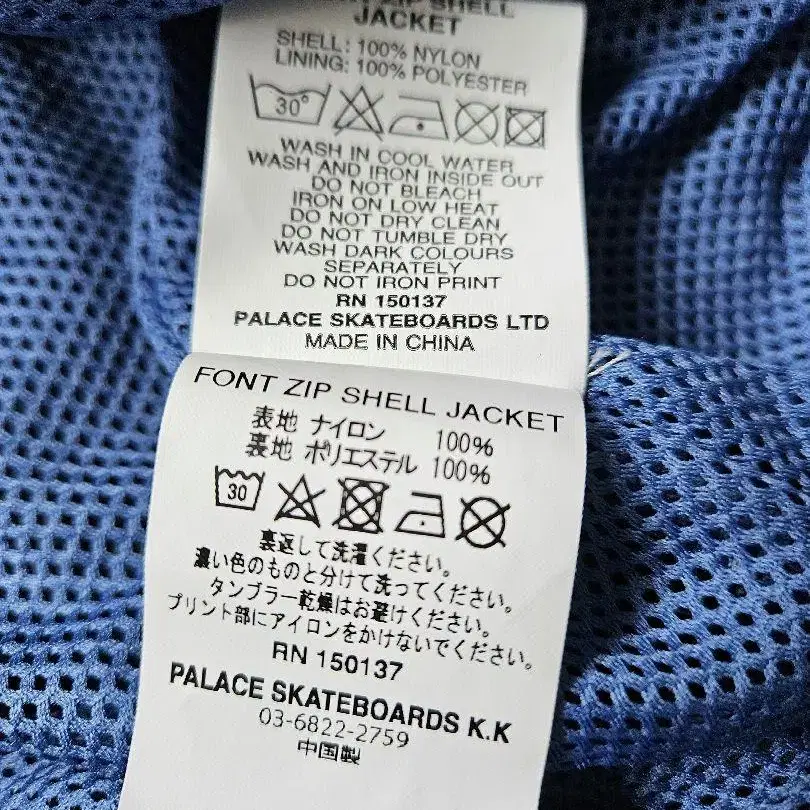 FONT ZIP SHELL
JACKET
SHELL: 100% NYLON
LINING: 100% POLYESTER
30°
WASH IN COOL WATER
WASH AND IRON INSIDE OUT
DO NOT BLEACH
IRON ON LOW HEAT
DO NOT DRY CLEAN
DO NOT TUMBLE DRY
WASH DARK COLOURS
SEPARATELY
DO NOT IRON PRINT
RN 150137
PALACE SKATEBOARDS LTD
MADE IN CHINA
FONT ZIP SHELL JACKET
表地 ナイロン 100%
裏地 ポリエステル 100%
30
裏返して洗濯ください。
濃い色のものと分けて洗ってください。
タンブラー乾燥はお避けください。
プリント部にアイロンをかけないでください。
RN 150137
PALACE SKATEBOARDS K.K
03-6822-2759
中国製